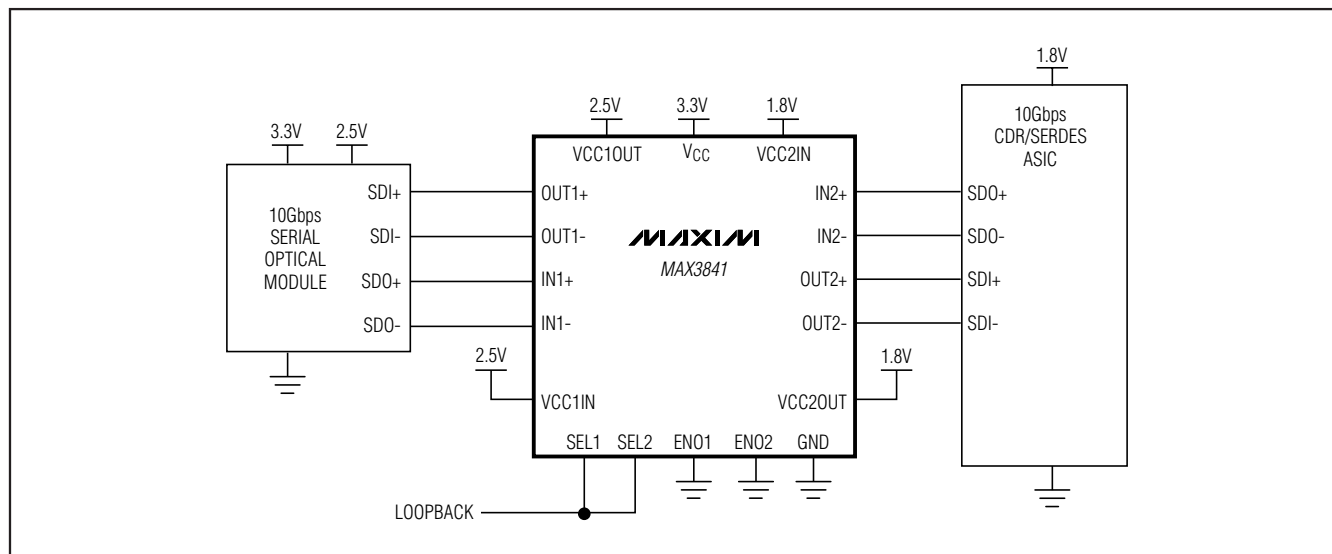 3.3V
2.5V
10Gbps
SERIAL
OPTICAL
MODULE
SDI+
SDI-
SDO+
SDO-
2.5V
3.3V
1.8V
VCC1OUT
VCC
VCC2IN
OUT1+
OUT1-
IN1+
IN1-
MAXIM
MAX3841
IN2+
IN2-
OUT2+
OUT2-
2.5V
VCC1IN
1.8V
VCC2OUT
SEL1
SEL2
ENO1
ENO2
GND
LOOPBACK
1.8V
10Gbps
CDR/SERDES
ASIC
SDO+
SDO-
SDI+
SDI-